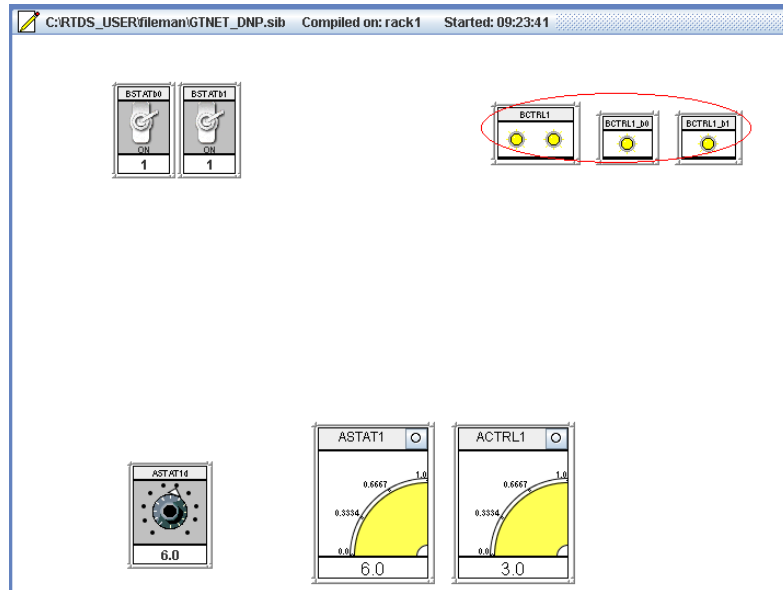 C:\RTDS_USER\fileman\GTNET_DNP.sib Compiled on: rack1 Started: 09:23:41
BSTATb0 BSTATb1
ON ON
1 1
BCTRL1 BCTRL1_b0 BCTRL1_b1
ASTAT1d
6.0
ASTAT1
1.0
0.6667
0.3334
0.0
6.0
ACTRL1
1.0
0.6667
0.3334
0.0
3.0